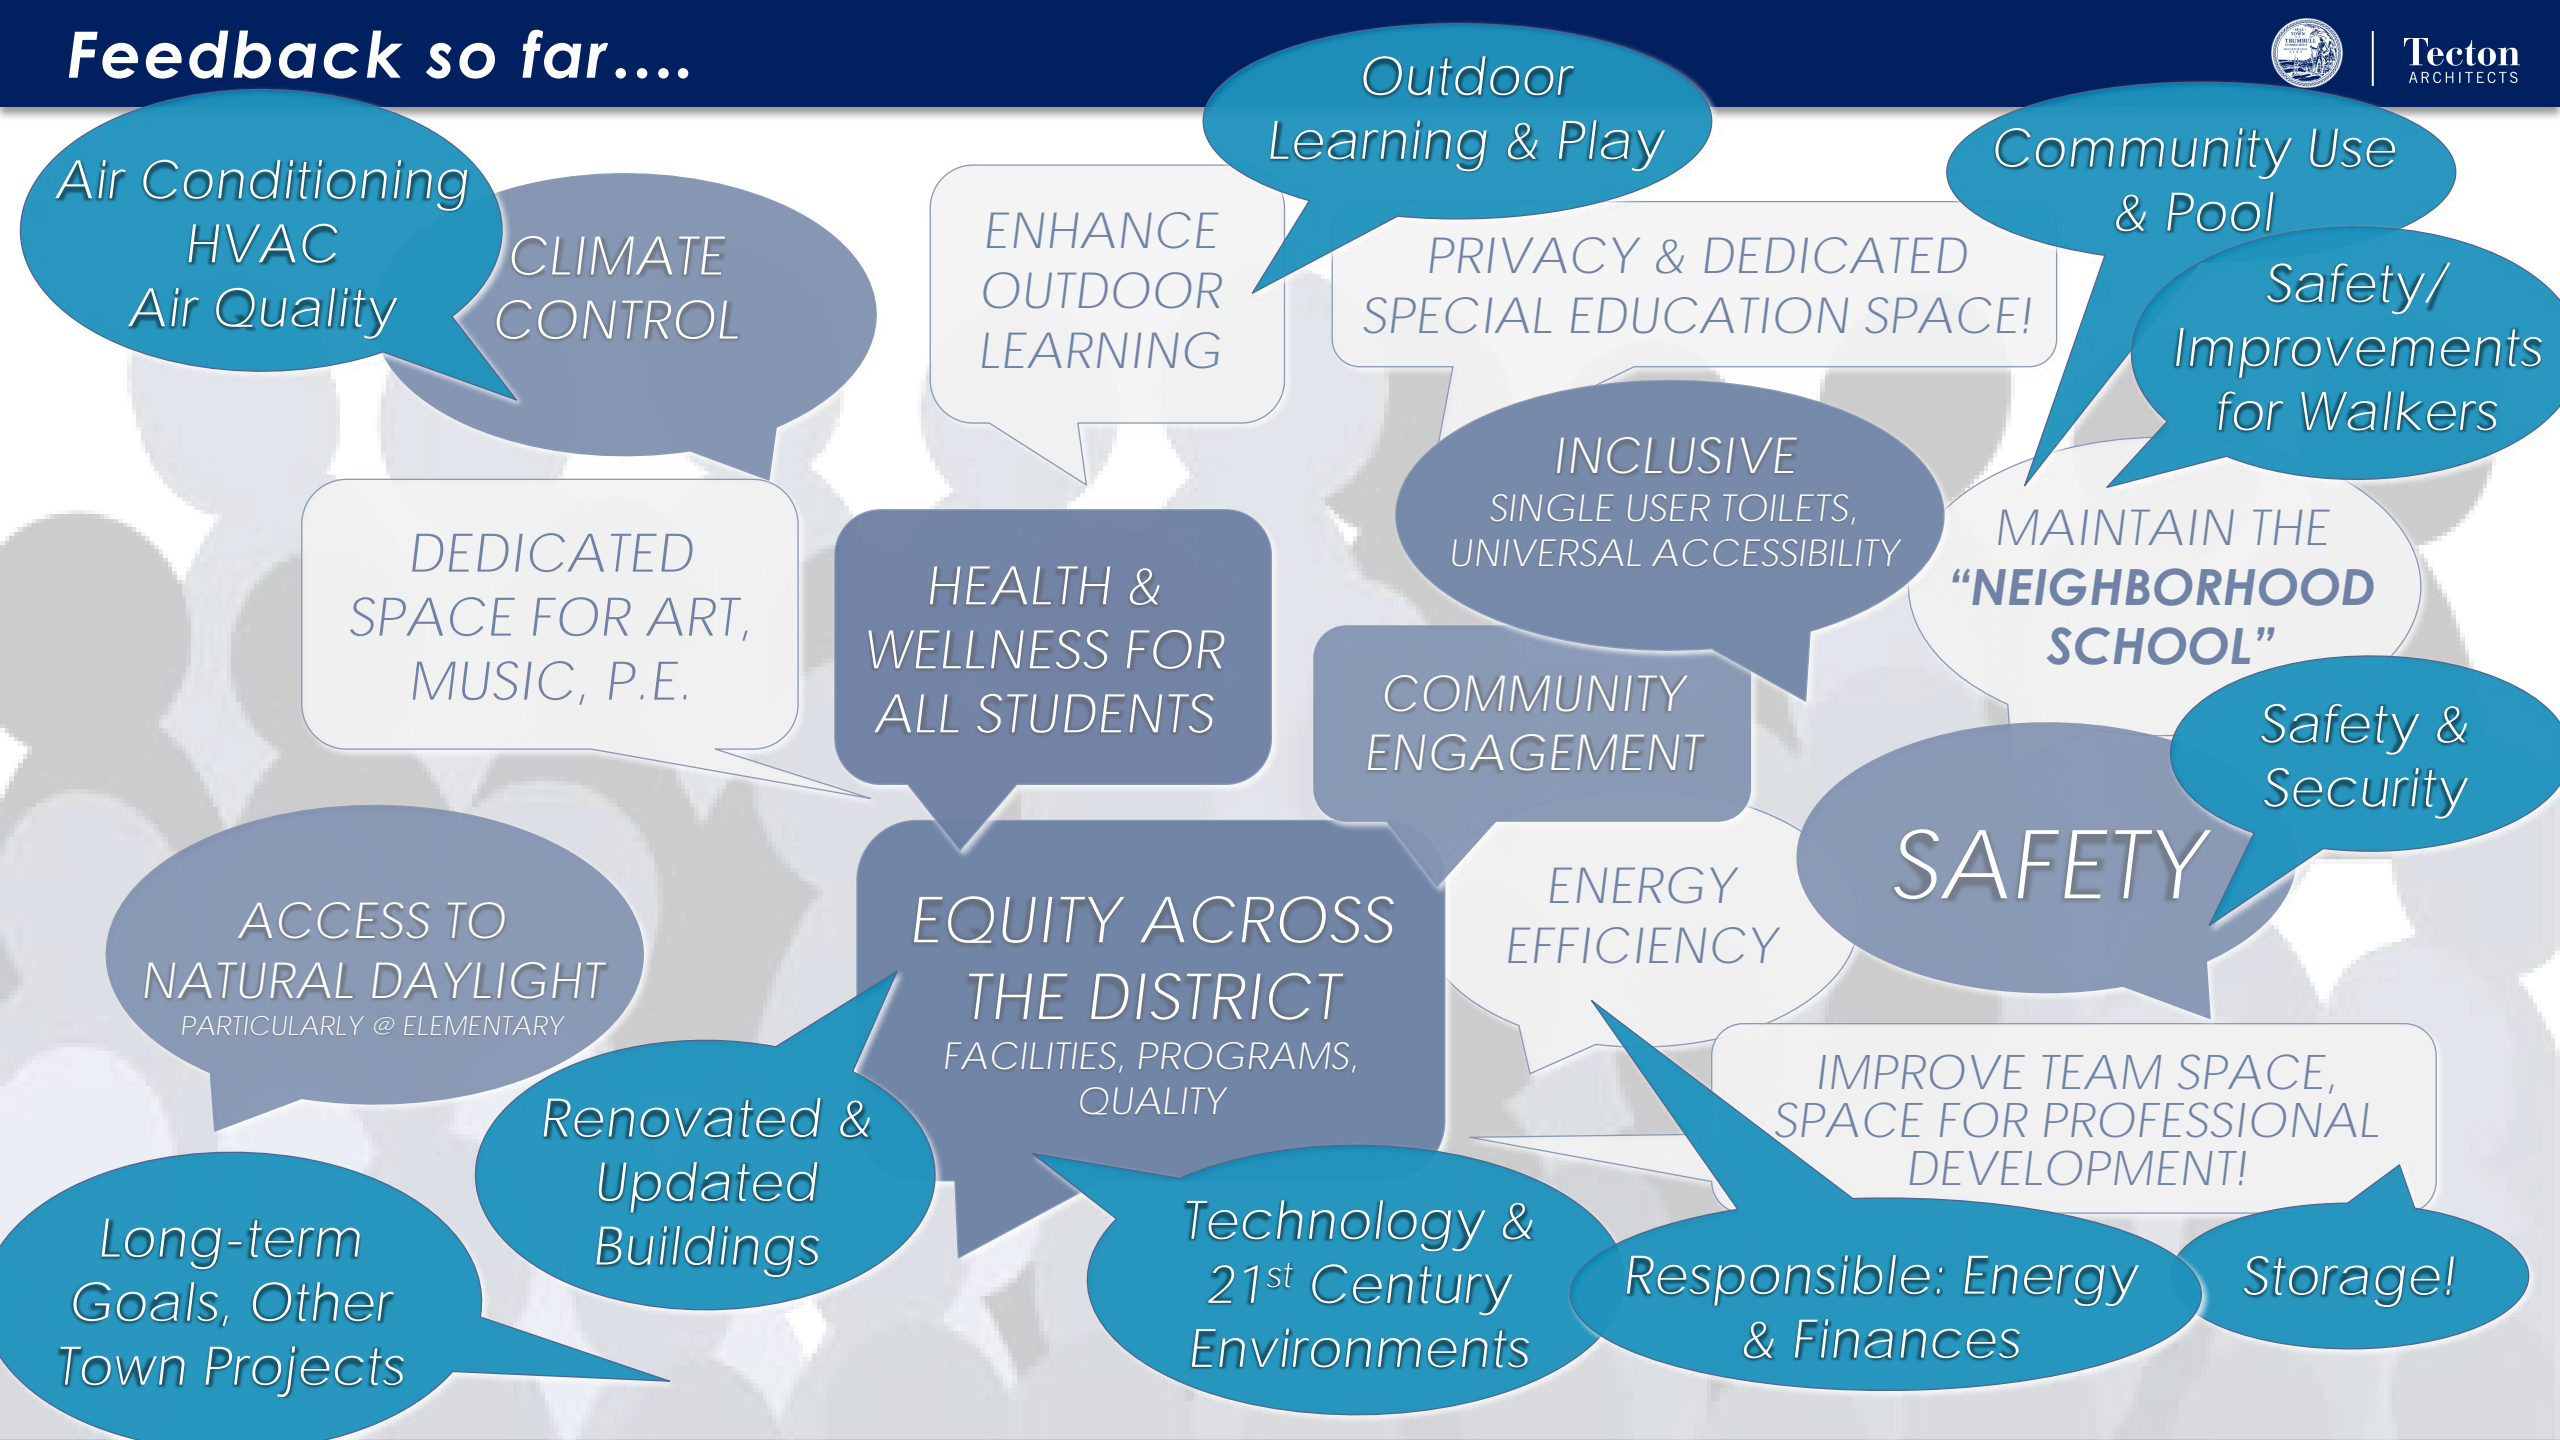 Feedback so far....
TOWN
TRUMBULL
Tecton
ARCHITECTS
Outdoor
Learning & Play
Community Use
& Pool
Air Conditioning
HVAC
Air Quality
CLIMATE
CONTROL
ENHANCE
OUTDOOR
LEARNING
PRIVACY & DEDICATED
SPECIAL EDUCATION SPACE!
Safety/
Improvements
for Walkers
INCLUSIVE
SINGLE USER TOILETS,
UNIVERSAL ACCESSIBILITY
MAINTAIN THE
“NEIGHBORHOOD
SCHOOL”
DEDICATED
SPACE FOR ART,
MUSIC, P.E.
HEALTH &
WELLNESS FOR
ALL STUDENTS
COMMUNITY
ENGAGEMENT
Safety &
Security
SAFETY
ENERGY
EFFICIENCY
EQUITY ACROSS
THE DISTRICT
FACILITIES, PROGRAMS,
QUALITY
ACCESS TO
NATURAL DAYLIGHT
PARTICULARLY @ ELEMENTARY
IMPROVE TEAM SPACE,
SPACE FOR PROFESSIONAL
DEVELOPMENT!
Renovated &
Updated
Buildings
Long-term
Goals, Other
Town Projects
Technology &
21st Century
Environments
Responsible: Energy
& Finances
Storage!